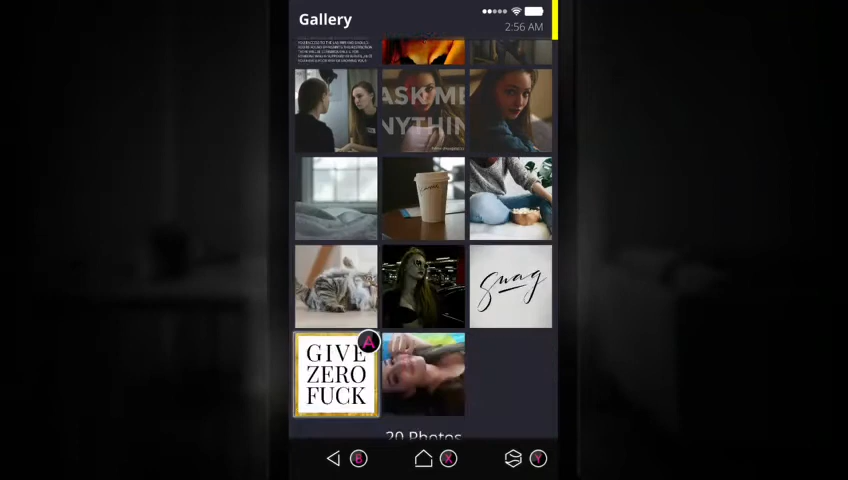 Gallery
2:56 AM
ASK ME
NYTHIN
Swag
GIVE
ZERO
FUCK
A
20 Photos
B
X
Y